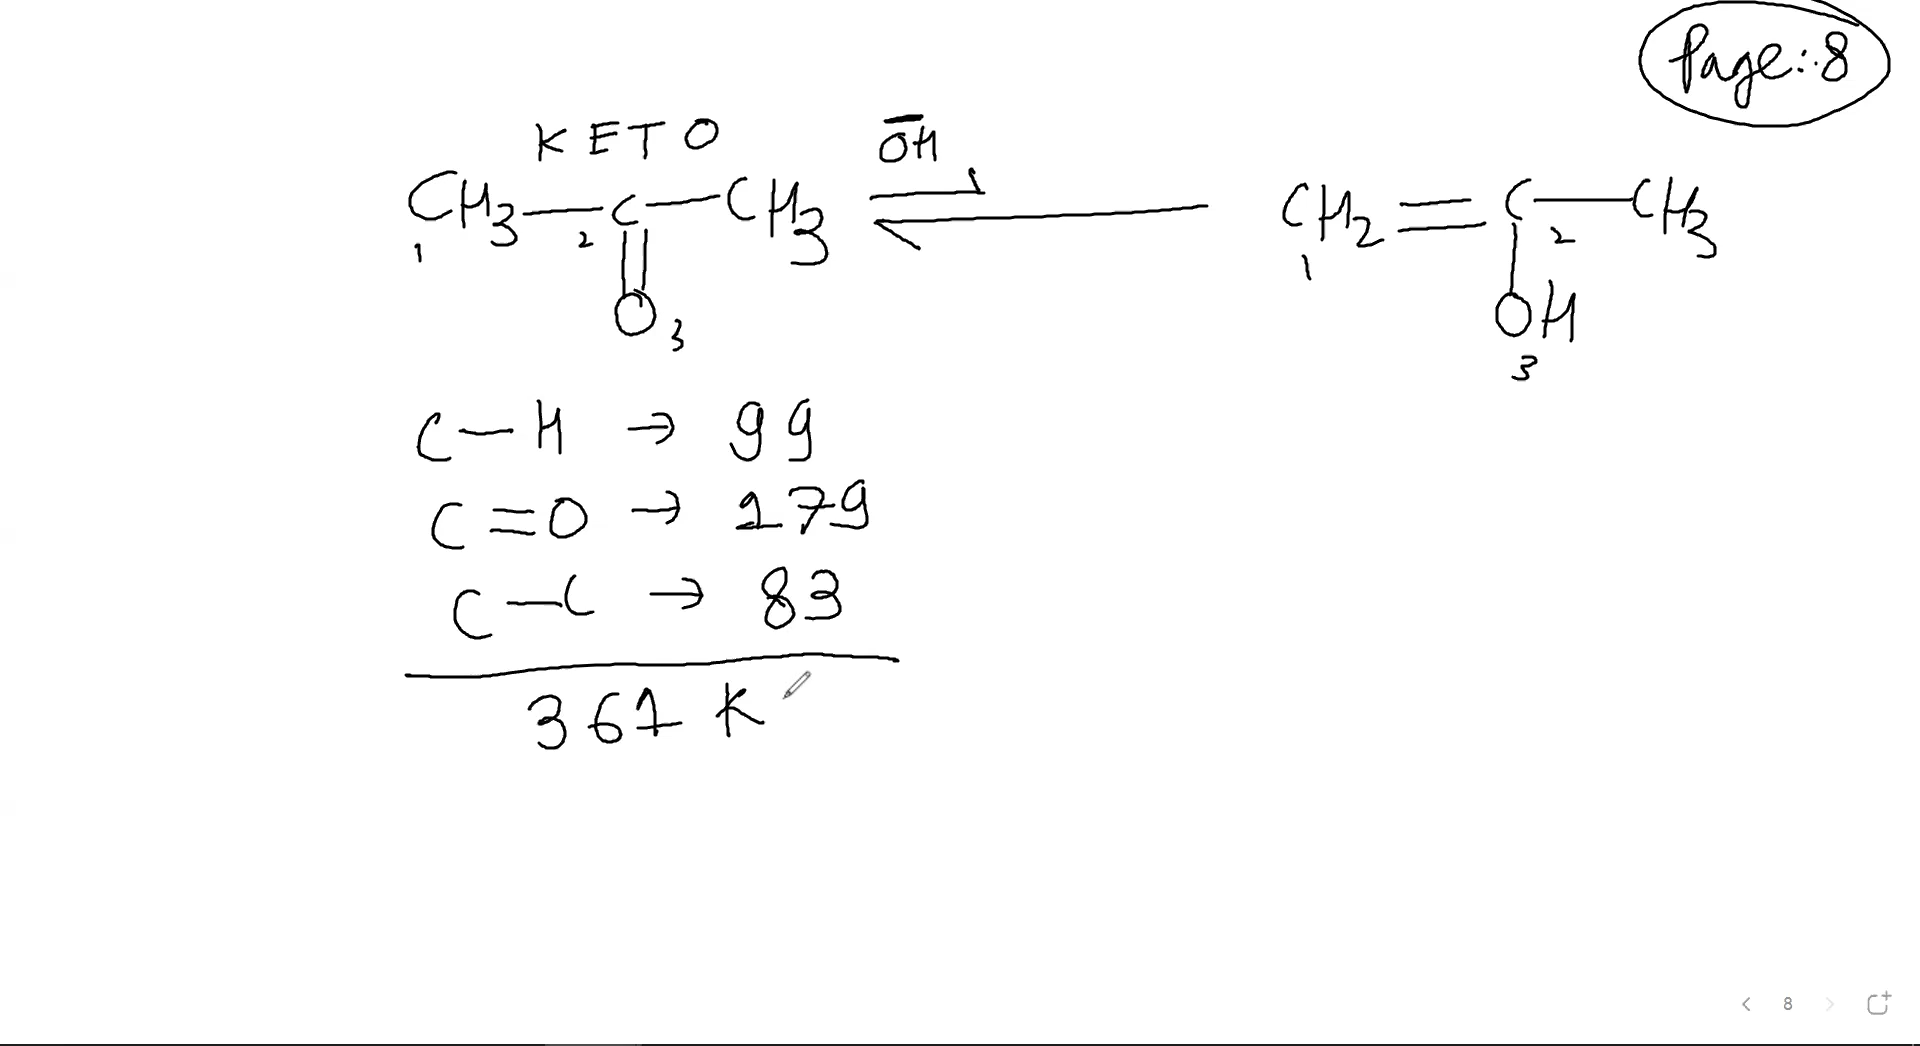 Page:-8
KETO
OH
CH3—C—CH3 ⇌ CH2=C—CH3
1 2 1 2
O 3 OH
3
C—H → 99
C=O → 179
C—C → 83
361 K
8